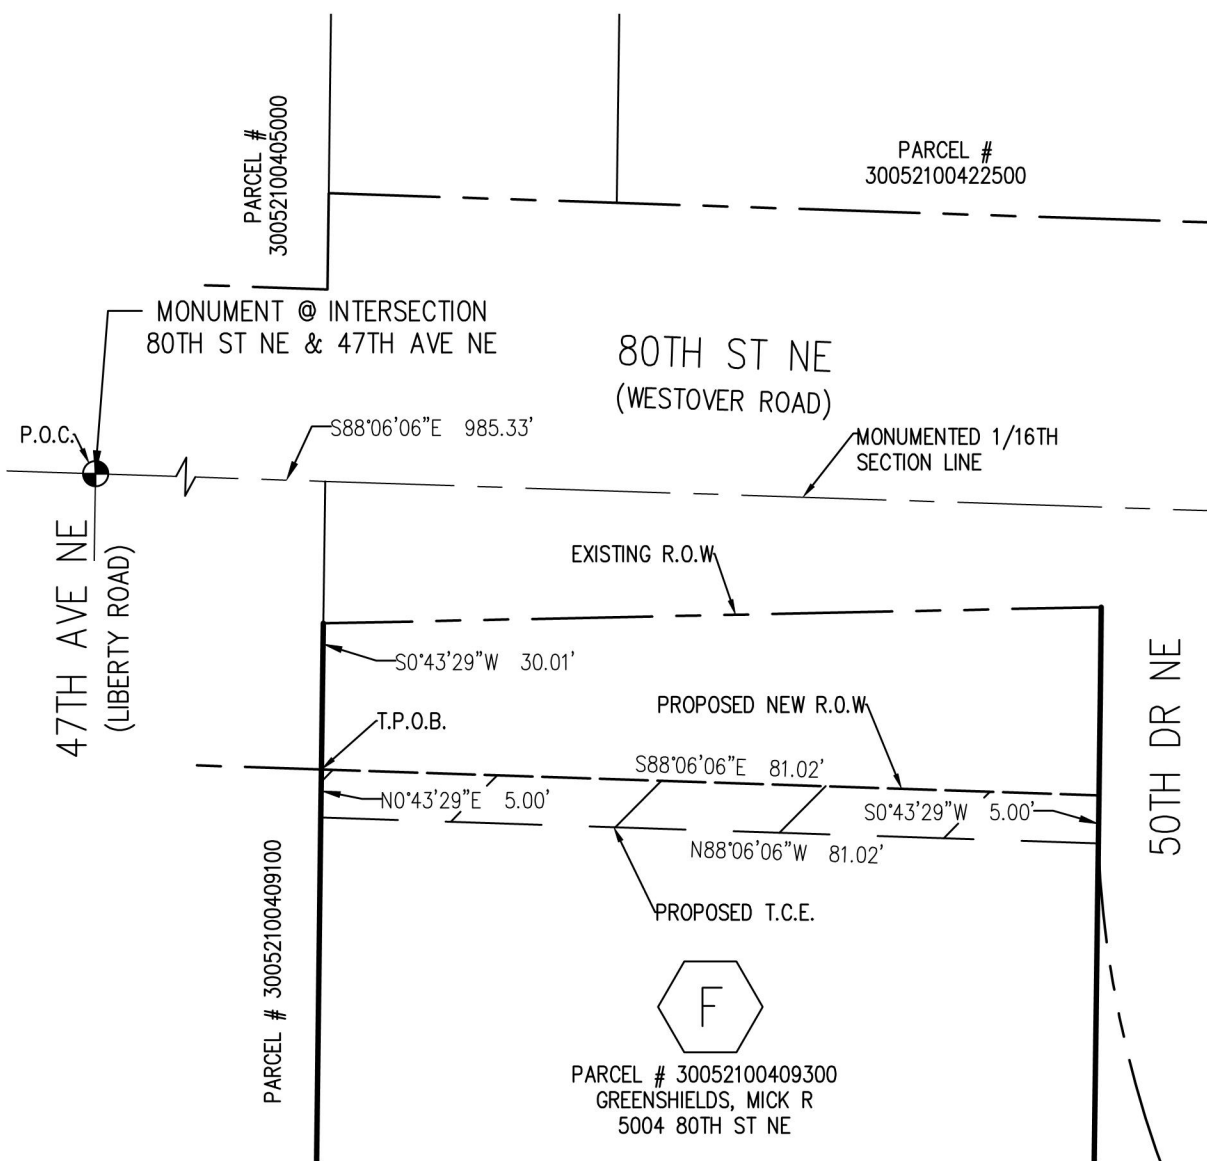 PARCEL #
30052100405000
PARCEL #
30052100422500
MONUMENT @ INTERSECTION
80TH ST NE & 47TH AVE NE
80TH ST NE
(WESTOVER ROAD)
P.O.C.
S88°06'06"E 985.33'
MONUMENTED 1/16TH
SECTION LINE
47TH AVE NE
(LIBERTY ROAD)
EXISTING R.O.W
S0°43'29"W 30.01'
T.P.O.B.
PROPOSED NEW R.O.W
50TH DR NE
S88°06'06"E 81.02'
N0°43'29"E 5.00'
S0°43'29"W 5.00'
N88°06'06"W 81.02'
PROPOSED T.C.E.
PARCEL # 30052100409100
F
PARCEL # 30052100409300
GREENSHIELDS, MICK R
5004 80TH ST NE